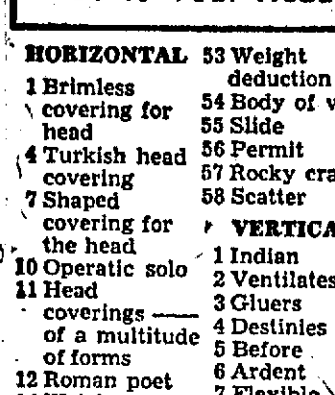 HORIZONTAL
1 Brimless
covering for
head
4 Turkish head
covering
7 Shaped
covering for
the head
10 Operatic solo
11 Head
coverings ——
of a multitude
of forms
12 Roman poet
53 Weight
deduction
54 Body of
55 Slide
56 Permit
57 Rocky
58 Scatter
1 Indian
2 Ventilates
3 Gluers
4 Destinies
5 Before
6 Ardent
7 Flexible